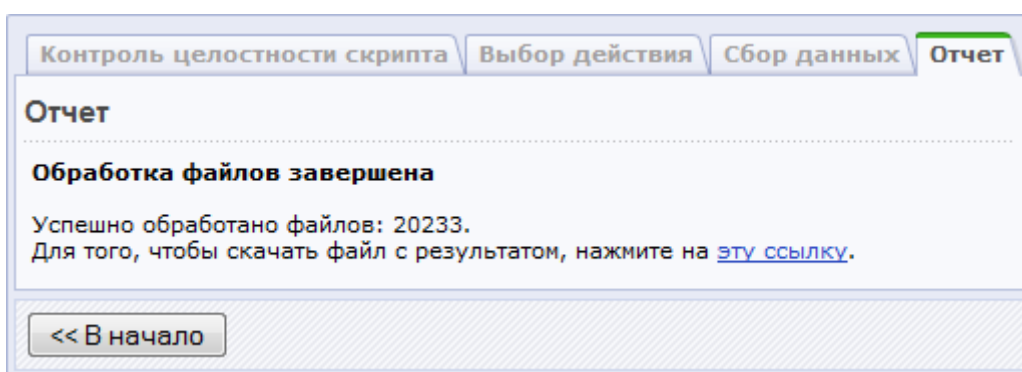 Контроль целостности скрипта Выбор действия Сбор данных Отчет
Отчет
Обработка файлов завершена
Успешно обработано файлов: 20233.
Для того, чтобы скачать файл с результатом, нажмите на эту ссылку.
<< В начало